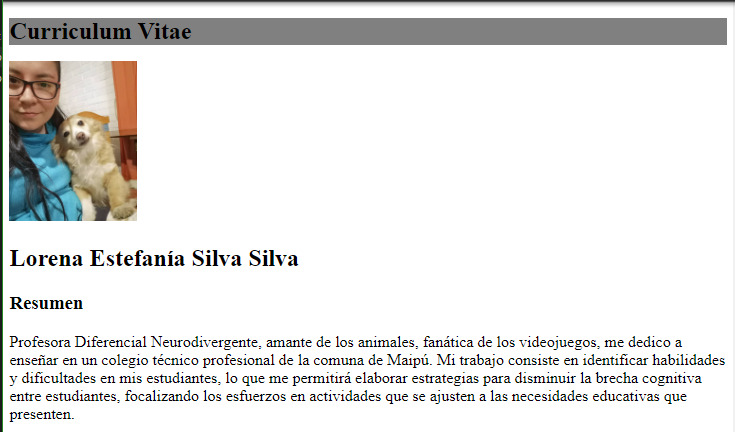 Curriculum Vitae
Lorena Estefanía Silva Silva
Resumen
Profesora Diferencial Neurodivergente, amante de los animales, fanática de los videojuegos, me dedico a
enseñar en un colegio técnico profesional de la comuna de Maipú. Mi trabajo consiste en identificar habilidades
y dificultades en mis estudiantes, lo que me permitirá elaborar estrategias para disminuir la brecha cognitiva
entre estudiantes, focalizando los esfuerzos en actividades que se ajusten a las necesidades educativas que
presenten.